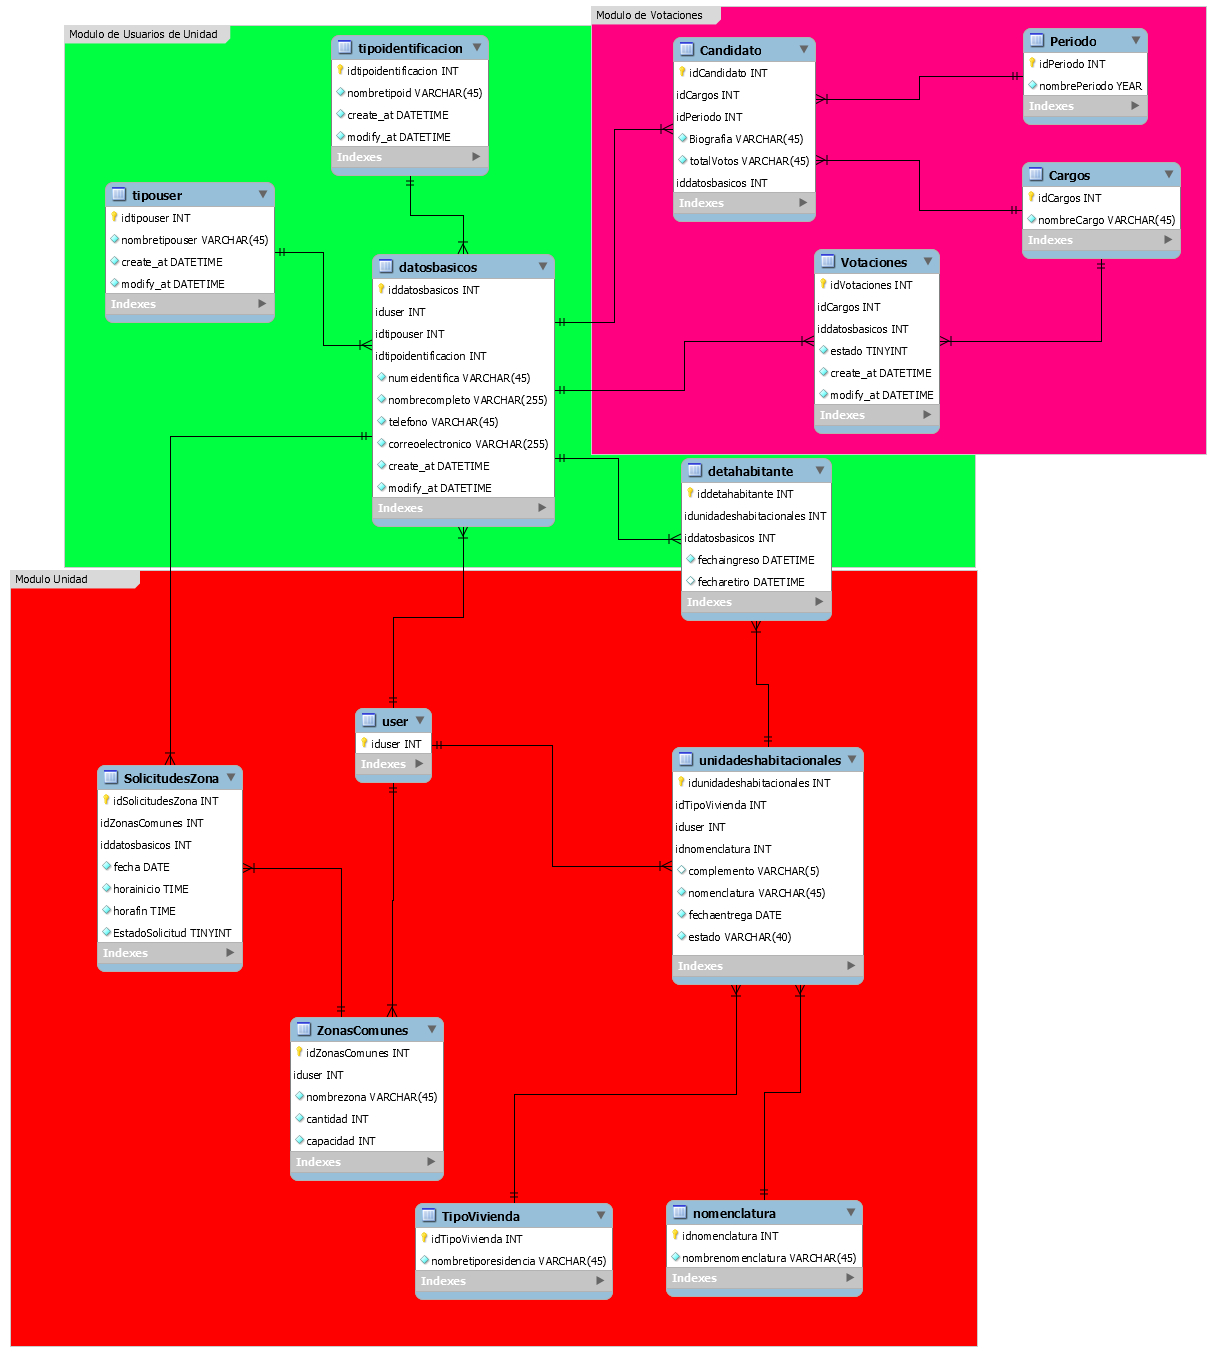 Modulo de Usuarios de Unidad
tipoidentificacion
idtipoidentificacion INT
nombretipoid VARCHAR(45)
create_at DATETIME
modify_at DATETIME
Indexes
tipouser
idtipouser INT
nombretipouser VARCHAR(45)
create_at DATETIME
modify_at DATETIME
Indexes
datosbasicos
iddatosbasicos INT
iduser INT
idtipouser INT
idtipoidentificacion INT
numeidentifica VARCHAR(45)
nombrecompleto VARCHAR(255)
telefono VARCHAR(45)
correoelectronico VARCHAR(255)
create_at DATETIME
modify_at DATETIME
Indexes
Modulo de Votaciones
Candidato
idCandidato INT
idCargos INT
idPeriodo INT
Biografia VARCHAR(45)
totalVotos VARCHAR(45)
iddatosbasicos INT
Indexes
Periodo
idPeriodo INT
nombrePeriodo YEAR
Indexes
Cargos
idCargos INT
nombreCargo VARCHAR(45)
Indexes
Votaciones
idVotaciones INT
idCargos INT
iddatosbasicos INT
estado TINYINT
create_at DATETIME
modify_at DATETIME
Indexes
detahabitante
iddetahabitante INT
idunidadeshabitacionales INT
iddatosbasicos INT
fechaingreso DATETIME
fecharetiro DATETIME
Indexes
Modulo Unidad
user
iduser INT
Indexes
SolicitudesZona
idSolicitudesZona INT
idZonasComunes INT
iddatosbasicos INT
fecha DATE
horainicio TIME
horafin TIME
EstadoSolicitud TINYINT
Indexes
unidadeshabitacionales
idunidadeshabitacionales INT
idTipoVivienda INT
iduser INT
idnomenclatura INT
complemento VARCHAR(5)
nomenclatura VARCHAR(45)
fechaentrega DATE
estado VARCHAR(40)
Indexes
ZonasComunes
idZonasComunes INT
iduser INT
nombrezona VARCHAR(45)
cantidad INT
capacidad INT
Indexes
TipoVivienda
idTipoVivienda INT
nombretiporesidencia VARCHAR(45)
Indexes
nomenclatura
idnomenclatura INT
nombrenomenclatura VARCHAR(45)
Indexes